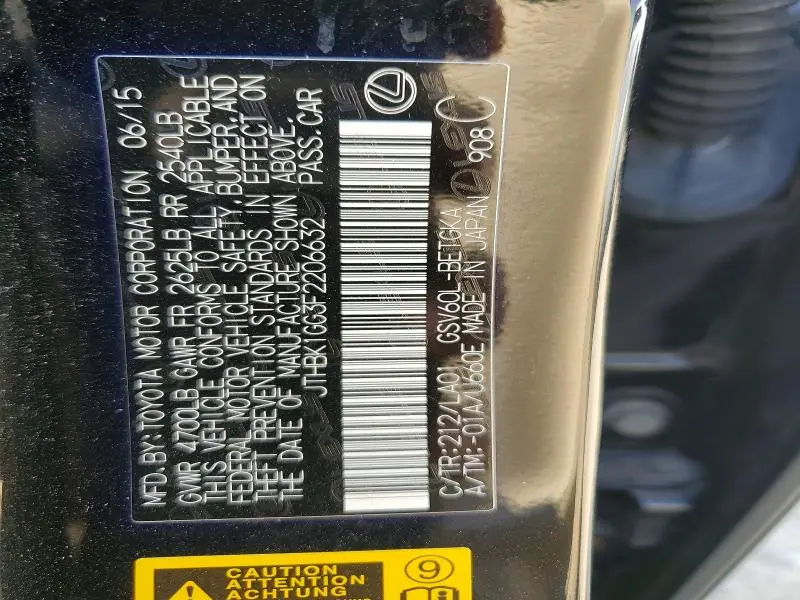 MFD. BY: TOYOTA MOTOR CORPORATION 06/15
GVWR 4700LB GAWR FR 2625LB RR 2540LB
THIS VEHICLE CONFORMS TO ALL APPLICABLE
FEDERAL MOTOR VEHICLE SAFETY, BUMPER, AND
THEFT PREVENTION STANDARDS IN EFFECT ON
THE DATE OF MANUFACTURE SHOWN ABOVE.
JTHBK1GG3F2206632 PASS. CAR
C/TR:212/LA01 GSV60L-BETGKA
A/TM:-01A/U660E MADE IN JAPAN 908 C
CAUTION
ATTENTION
ACHTUNG
9